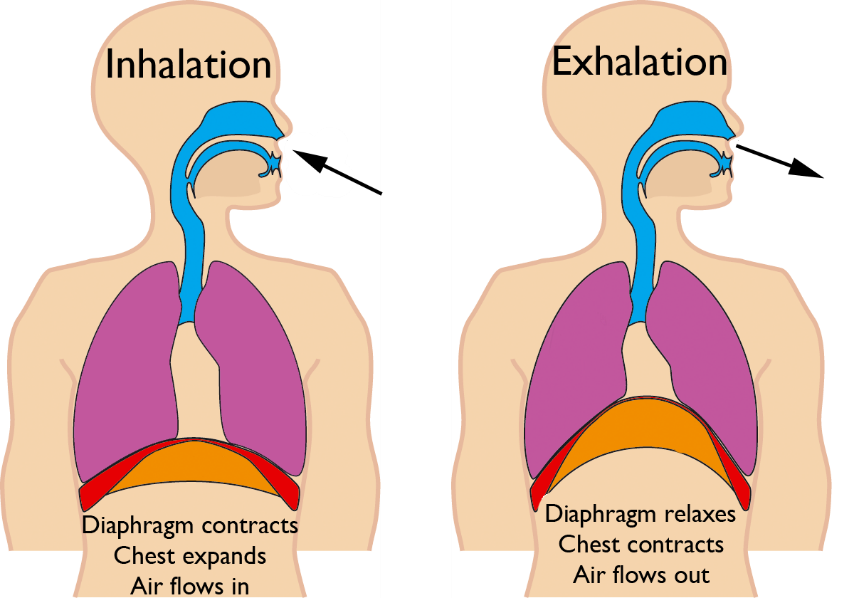 Inhalation
Diaphragm contracts
Chest expands
Air flows in
Exhalation
Diaphragm relaxes
Chest contracts
Air flows out